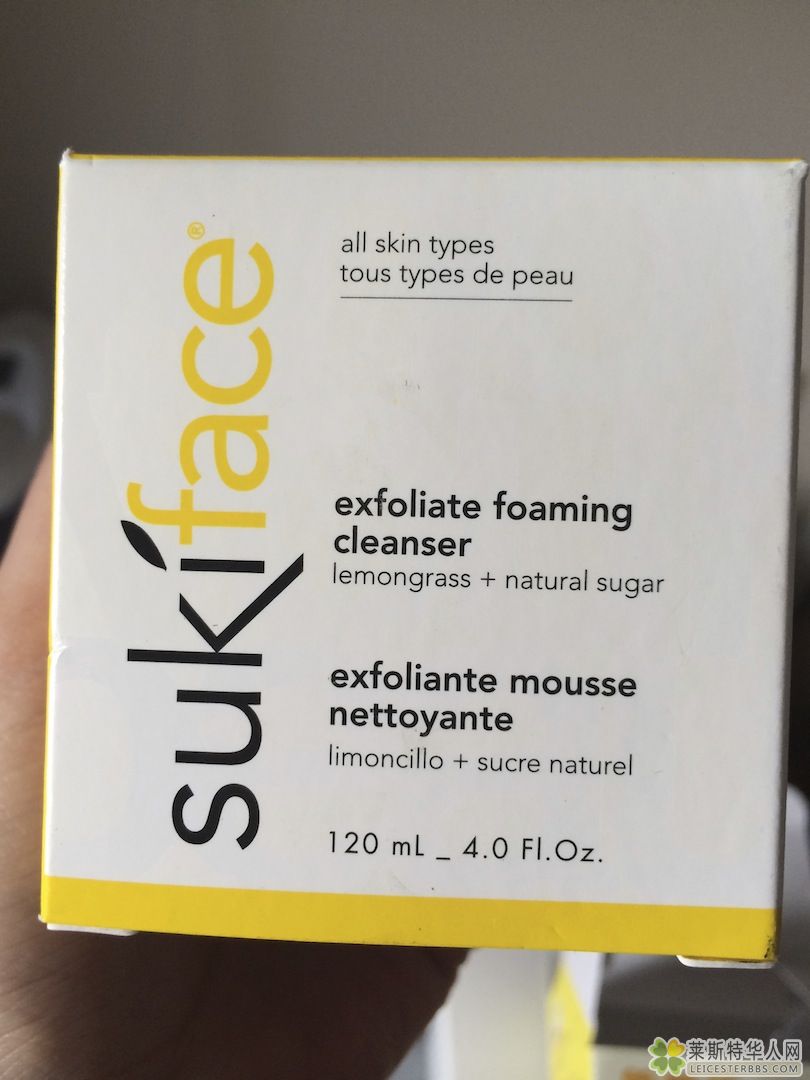 sukiface®
all skin types
tous types de peau
exfoliate foaming
cleanser
lemongrass + natural sugar
exfoliante mousse
nettoyante
limoncillo + sucre naturel
120 mL _ 4.0 Fl.Oz.
莱斯特华人网
LEICESTERBBS.COM